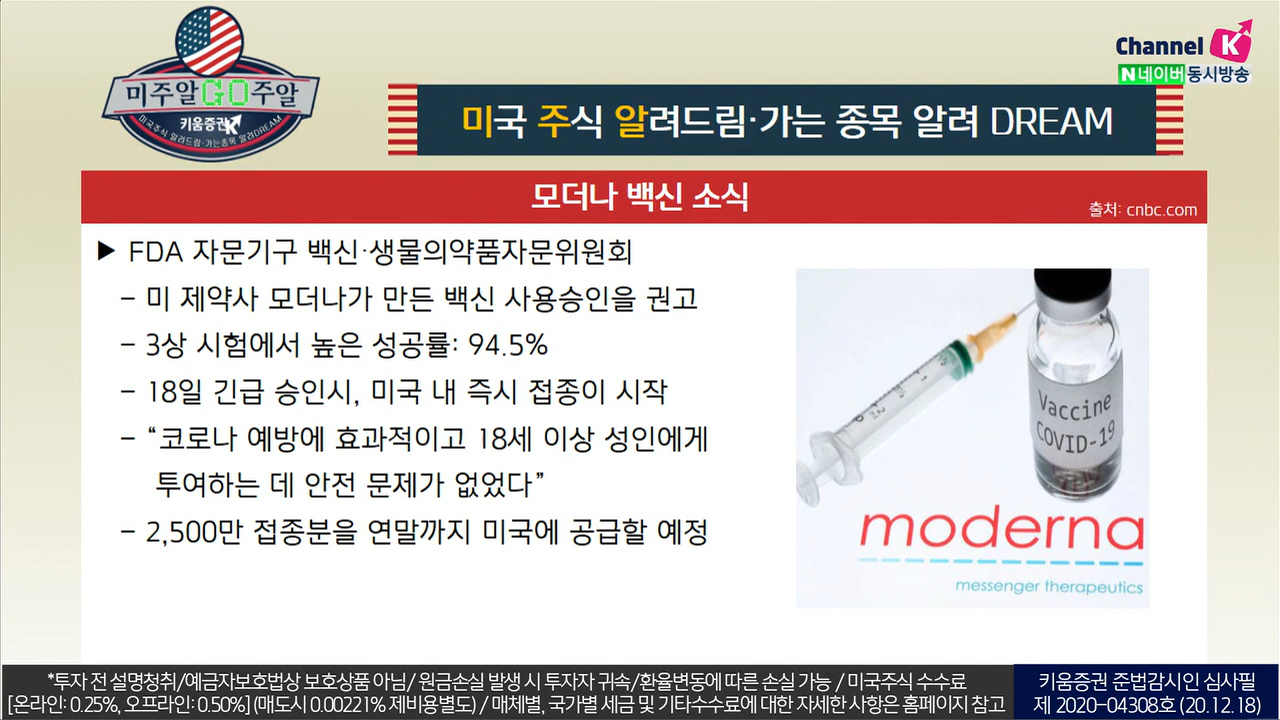 미주알GO주알
키움증권K
미국주식 알려드림·가는종목 알려DREAM
Channel K
N 네이버 동시방송
미국 주식 알려드림·가는 종목 알려 DREAM
모더나 백신 소식
출처: cnbc.com
▶ FDA 자문기구 백신·생물의약품자문위원회
– 미 제약사 모더나가 만든 백신 사용승인을 권고
– 3상 시험에서 높은 성공률: 94.5%
– 18일 긴급 승인시, 미국 내 즉시 접종이 시작
– “코로나 예방에 효과적이고 18세 이상 성인에게
투여하는 데 안전 문제가 없었다”
– 2,500만 접종분을 연말까지 미국에 공급할 예정
Vaccine
COVID-19
moderna
messenger therapeutics
*투자 전 설명청취/예금자보호법상 보호상품 아님/ 원금손실 발생 시 투자자 귀속/환율변동에 따른 손실 가능 / 미국주식 수수료
[온라인: 0.25%, 오프라인: 0.50%] (매도시 0.00221% 제비용별도) / 매체별, 국가별 세금 및 기타수수료에 대한 자세한 사항은 홈페이지 참고
키움증권 준법감시인 심사필
제 2020-04308호 (20.12.18)